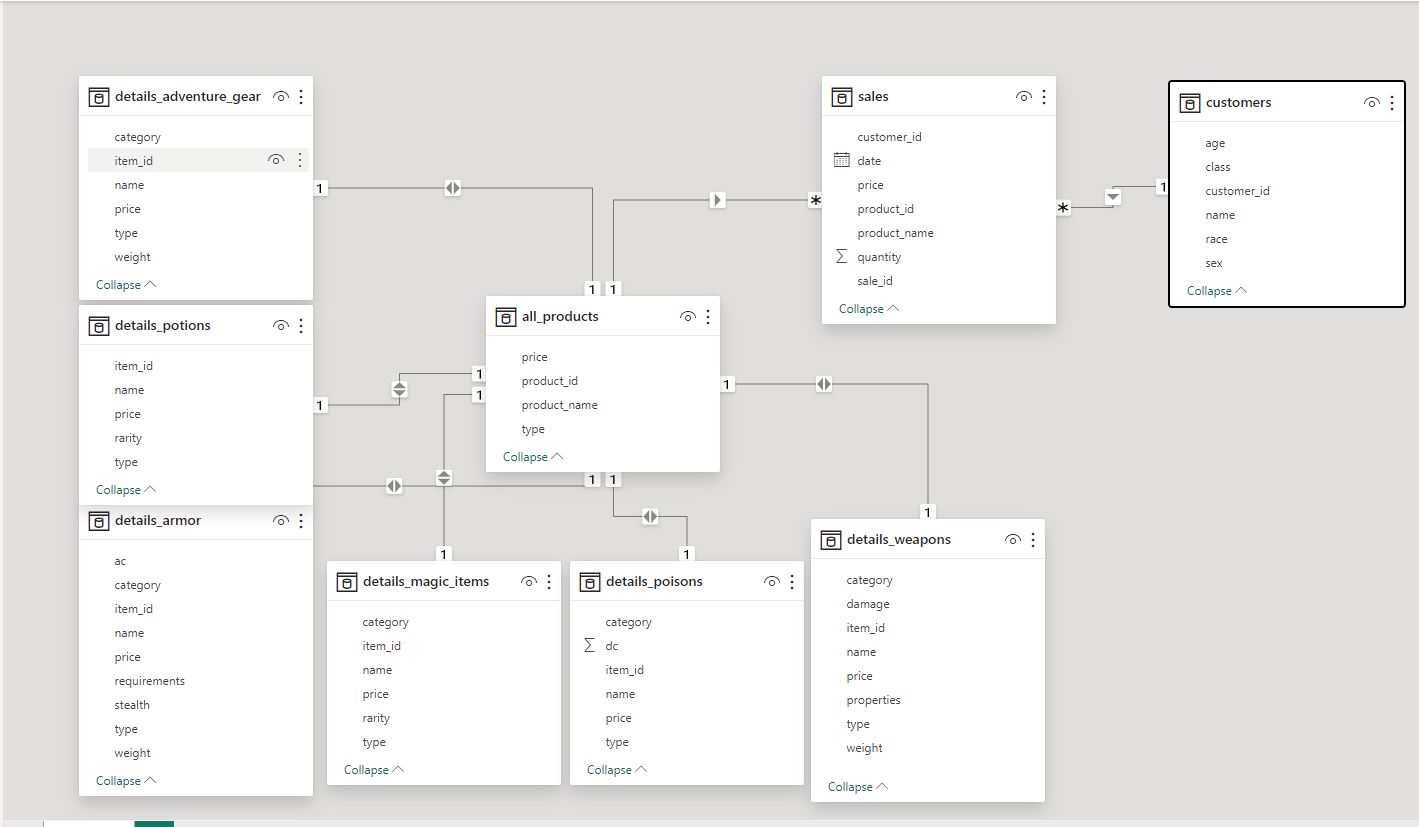 details_adventure_gear
category
item_id
name
price
type
weight
Collapse
details_potions
item_id
name
price
rarity
type
Collapse
details_armor
ac
category
item_id
name
price
requirements
stealth
type
weight
Collapse
all_products
price
product_id
product_name
type
Collapse
details_magic_items
category
item_id
name
price
rarity
type
Collapse
details_poisons
category
Σ dc
item_id
name
price
type
Collapse
sales
customer_id
date
price
product_id
product_name
Σ quantity
sale_id
Collapse
details_weapons
category
damage
item_id
name
price
properties
type
weight
Collapse
customers
age
class
customer_id
name
race
sex
Collapse
1
1
1
*
*
1
1
1
1
1
1
1
1
1
1